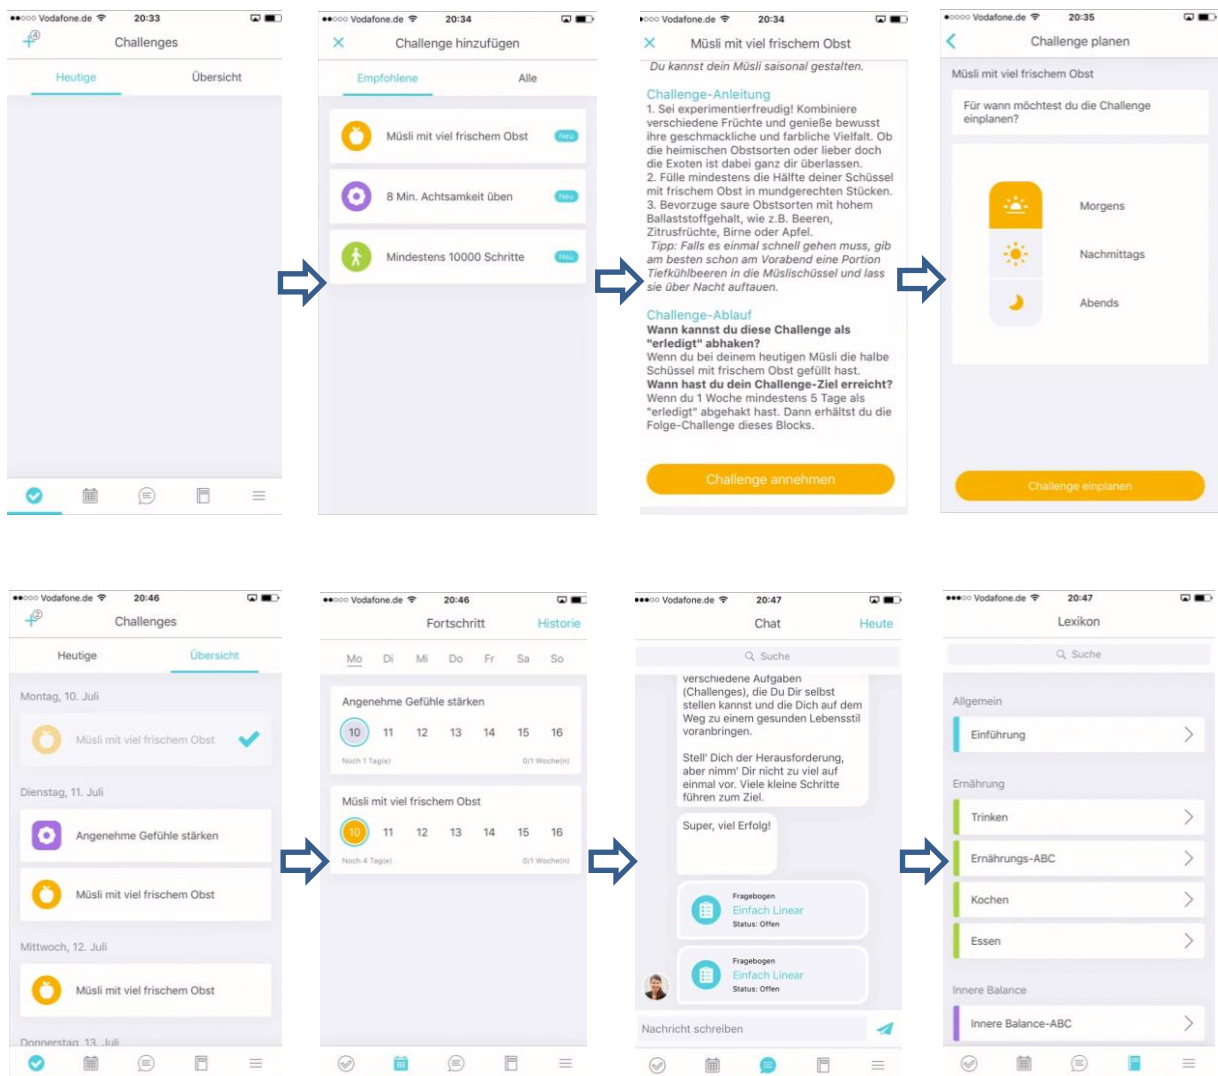 Vodafone.de 20:33
4
Challenges
Heutige Übersicht
Vodafone.de 20:34
Challenge hinzufügen
Empfohlene Alle
Müsli mit viel frischem Obst Neu
8 Min. Achtsamkeit üben Neu
Mindestens 10000 Schritte Neu
Vodafone.de 20:34
Müsli mit viel frischem Obst
Du kannst dein Müsli saisonal gestalten.
Challenge-Anleitung
1. Sei experimentierfreudig! Kombiniere
verschiedene Früchte und genieße bewusst
ihre geschmackliche und farbliche Vielfalt. Ob
die heimischen Obstsorten oder lieber doch
die Exoten ist dabei ganz dir überlassen.
2. Fülle mindestens die Hälfte deiner Schüssel
mit frischem Obst in mundgerechten Stücken.
3. Bevorzuge saure Obstsorten mit hohem
Ballaststoffgehalt, wie z.B. Beeren,
Zitrusfrüchte, Birne oder Apfel.
Tipp: Falls es einmal schnell gehen muss, gib
am besten schon am Vorabend eine Portion
Tiefkühlbeeren in die Müslischüssel und lass
sie über Nacht auftauen.
Challenge-Ablauf
Wann kannst du diese Challenge als
"erledigt" abhaken?
Wenn du bei deinem heutigen Müsli die halbe
Schüssel mit frischem Obst gefüllt hast.
Wann hast du dein Challenge-Ziel erreicht?
Wenn du 1 Woche mindestens 5 Tage als
"erledigt" abgehakt hast. Dann erhältst du die
Folge-Challenge dieses Blocks.
Challenge annehmen
Vodafone.de 20:35
Challenge planen
Müsli mit viel frischem Obst
Für wann möchtest du die Challenge
einplanen?
Morgens
Nachmittags
Abends
Challenge einplanen
Vodafone.de 20:46
2
Challenges
Heutige Übersicht
Montag, 10. Juli
Müsli mit viel frischem Obst
Dienstag, 11. Juli
Angenehme Gefühle stärken
Müsli mit viel frischem Obst
Mittwoch, 12. Juli
Müsli mit viel frischem Obst
Donnerstag, 13. Juli
Vodafone.de 20:46
Fortschritt Historie
Mo Di Mi Do Fr Sa So
Angenehme Gefühle stärken
10 11 12 13 14 15 16
Noch 1 Tag(e) 0/1 Woche(n)
Müsli mit viel frischem Obst
10 11 12 13 14 15 16
Noch 4 Tag(e) 0/1 Woche(n)
Vodafone.de 20:47
Chat Heute
Suche
verschiedene Aufgaben
(Challenges), die Du Dir selbst
stellen kannst und die Dich auf dem
Weg zu einem gesunden Lebensstil
voranbringen.
Stell' Dich der Herausforderung,
aber nimm' Dir nicht zu viel auf
einmal vor. Viele kleine Schritte
führen zum Ziel.
Super, viel Erfolg!
Fragebogen
Einfach Linear
Status: Offen
Fragebogen
Einfach Linear
Status: Offen
Nachricht schreiben
Vodafone.de 20:47
Lexikon
Suche
Allgemein
Einführung
Ernährung
Trinken
Ernährungs-ABC
Kochen
Essen
Innere Balance
Innere Balance-ABC